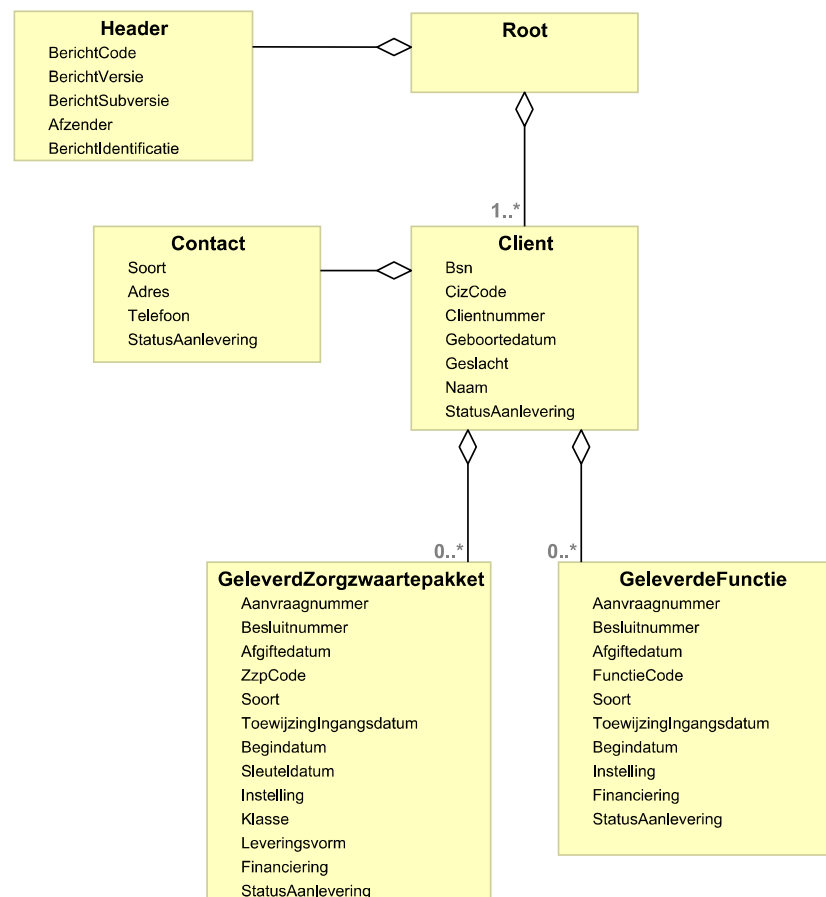 Header
BerichtCode
BerichtVersie
BerichtSubversie
Afzender
BerichtIdentificatie
Root
1..*
Contact
Soort
Adres
Telefoon
StatusAanlevering
Client
Bsn
CizCode
Clientnummer
Geboortedatum
Geslacht
Naam
StatusAanlevering
0..*
0..*
GeleverdZorgzwaartepakket
Aanvraagnummer
Besluitnummer
Afgiftedatum
ZzpCode
Soort
ToewijzingIngangsdatum
Begindatum
Sleuteldatum
Instelling
Klasse
Leveringsvorm
Financiering
StatusAanlevering
GeleverdeFunctie
Aanvraagnummer
Besluitnummer
Afgiftedatum
FunctieCode
Soort
ToewijzingIngangsdatum
Begindatum
Instelling
Financiering
StatusAanlevering